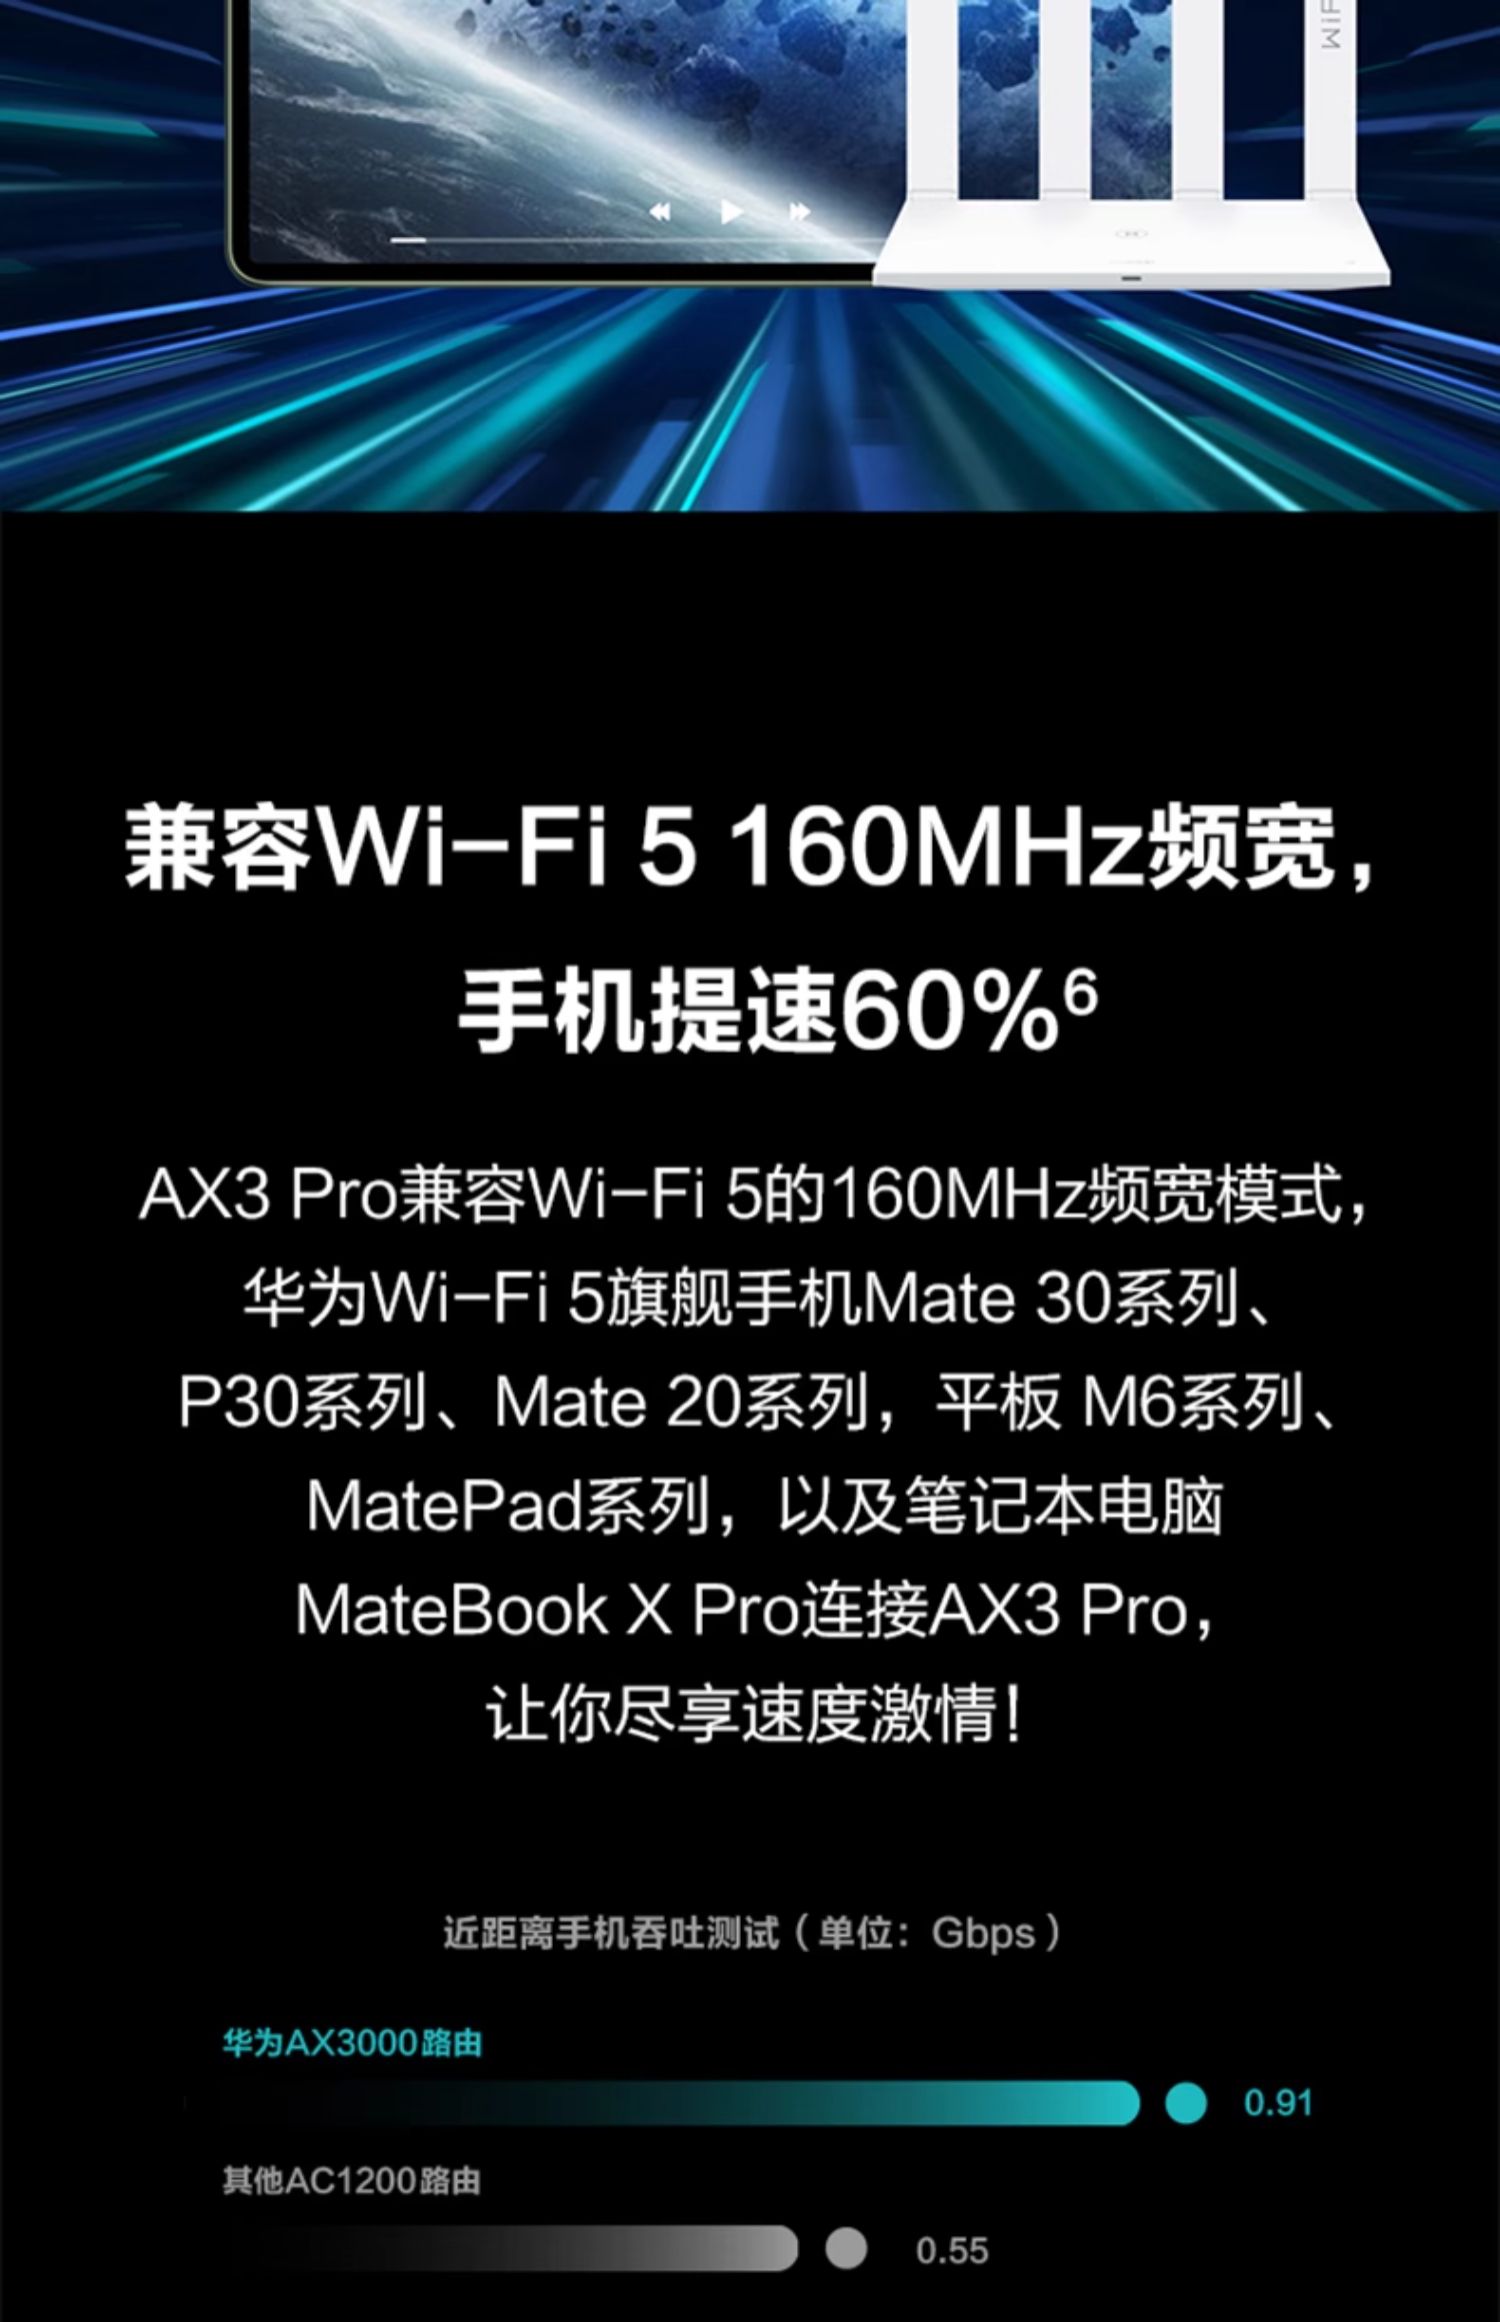 兼容Wi-Fi 5 160MHz频宽，
手机提速60%⁶
AX3 Pro兼容Wi-Fi 5的160MHz频宽模式，
华为Wi-Fi 5旗舰手机Mate 30系列、
P30系列、Mate 20系列，平板 M6系列、
MatePad系列，以及笔记本电脑
MateBook X Pro连接AX3 Pro，
让你尽享速度激情！
近距离手机吞吐测试（单位：Gbps）
华为AX3000路由
0.91
其他AC1200路由
0.55